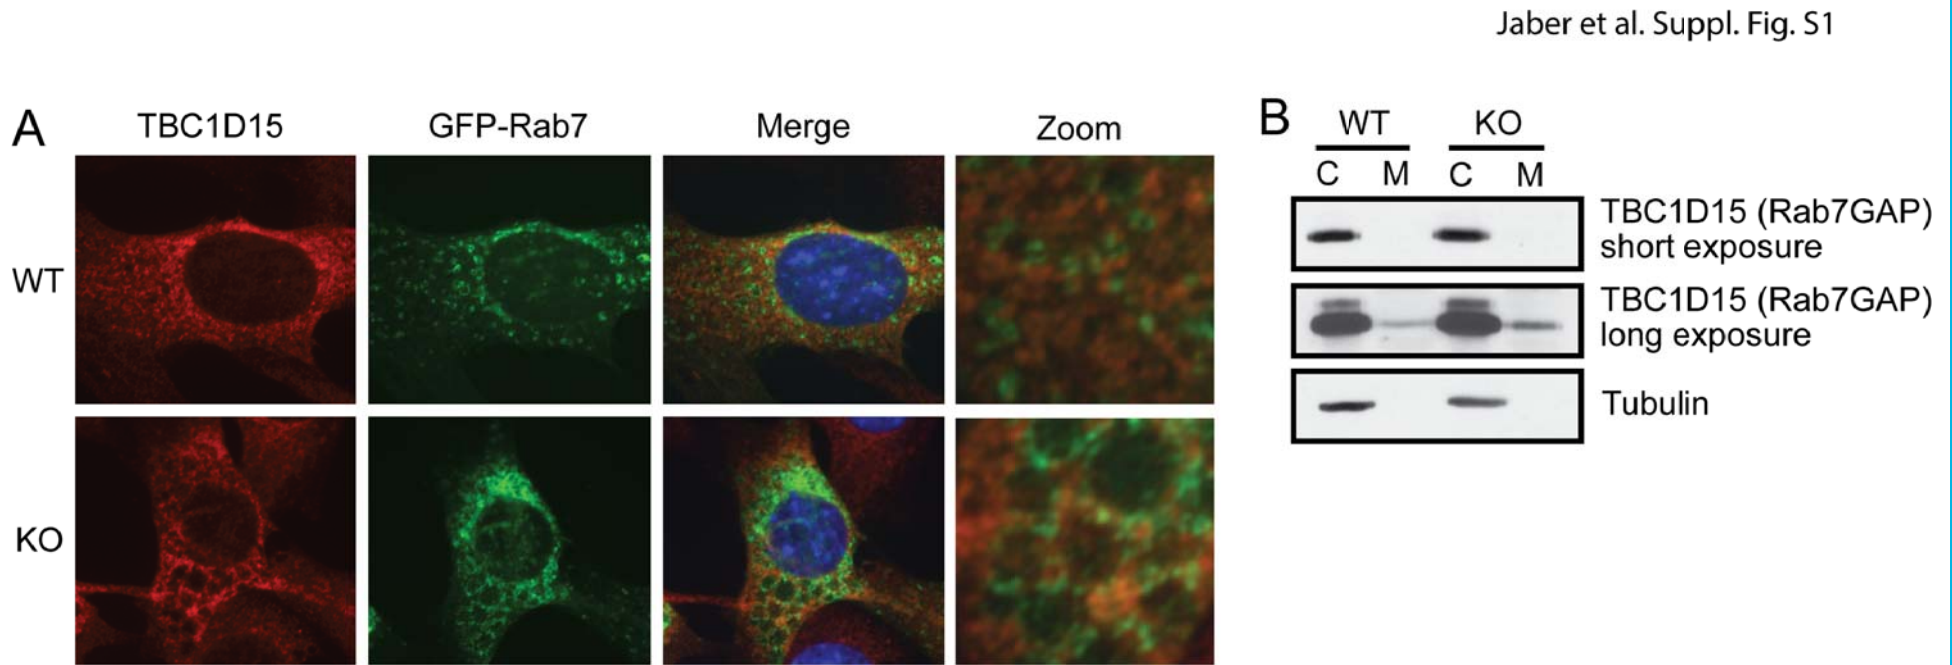 Jaber et al. Suppl. Fig. S1
A
TBC1D15 GFP-Rab7 Merge Zoom
WT
KO
B
WT KO
C M C M
TBC1D15 (Rab7GAP)
short exposure
TBC1D15 (Rab7GAP)
long exposure
Tubulin